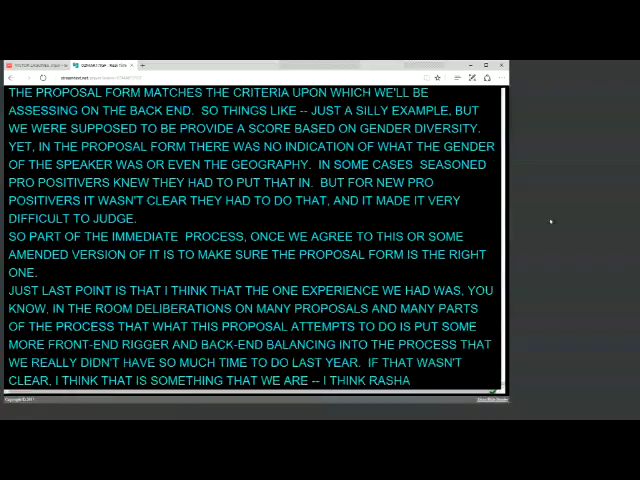 THE PROPOSAL FORM MATCHES THE CRITERIA UPON WHICH WE'LL BE
ASSESSING ON THE BACK END.  SO THINGS LIKE -- JUST A SILLY EXAMPLE, BUT
WE WERE SUPPOSED TO BE PROVIDE A SCORE BASED ON GENDER DIVERSITY.
YET, IN THE PROPOSAL FORM THERE WAS NO INDICATION OF WHAT THE GENDER
OF THE SPEAKER WAS OR EVEN THE GEOGRAPHY.  IN SOME CASES  SEASONED
PRO POSITIVERS KNEW THEY HAD TO PUT THAT IN.  BUT FOR NEW PRO
POSITIVERS IT WASN'T CLEAR THEY HAD TO DO THAT, AND IT MADE IT VERY
DIFFICULT TO JUDGE.
SO PART OF THE IMMEDIATE  PROCESS, ONCE WE AGREE TO THIS OR SOME
AMENDED VERSION OF IT IS TO MAKE SURE THE PROPOSAL FORM IS THE RIGHT
ONE.
JUST LAST POINT IS THAT I THINK THAT THE ONE EXPERIENCE WE HAD WAS, YOU
KNOW, IN THE ROOM DELIBERATIONS ON MANY PROPOSALS AND MANY PARTS
OF THE PROCESS THAT WHAT THIS PROPOSAL ATTEMPTS TO DO IS PUT SOME
MORE FRONT-END RIGGER AND BACK-END BALANCING INTO THE PROCESS THAT
WE REALLY DIDN'T HAVE SO MUCH TIME TO DO LAST YEAR.  IF THAT WASN'T
CLEAR, I THINK THAT IS SOMETHING THAT WE ARE -- I THINK RASHA